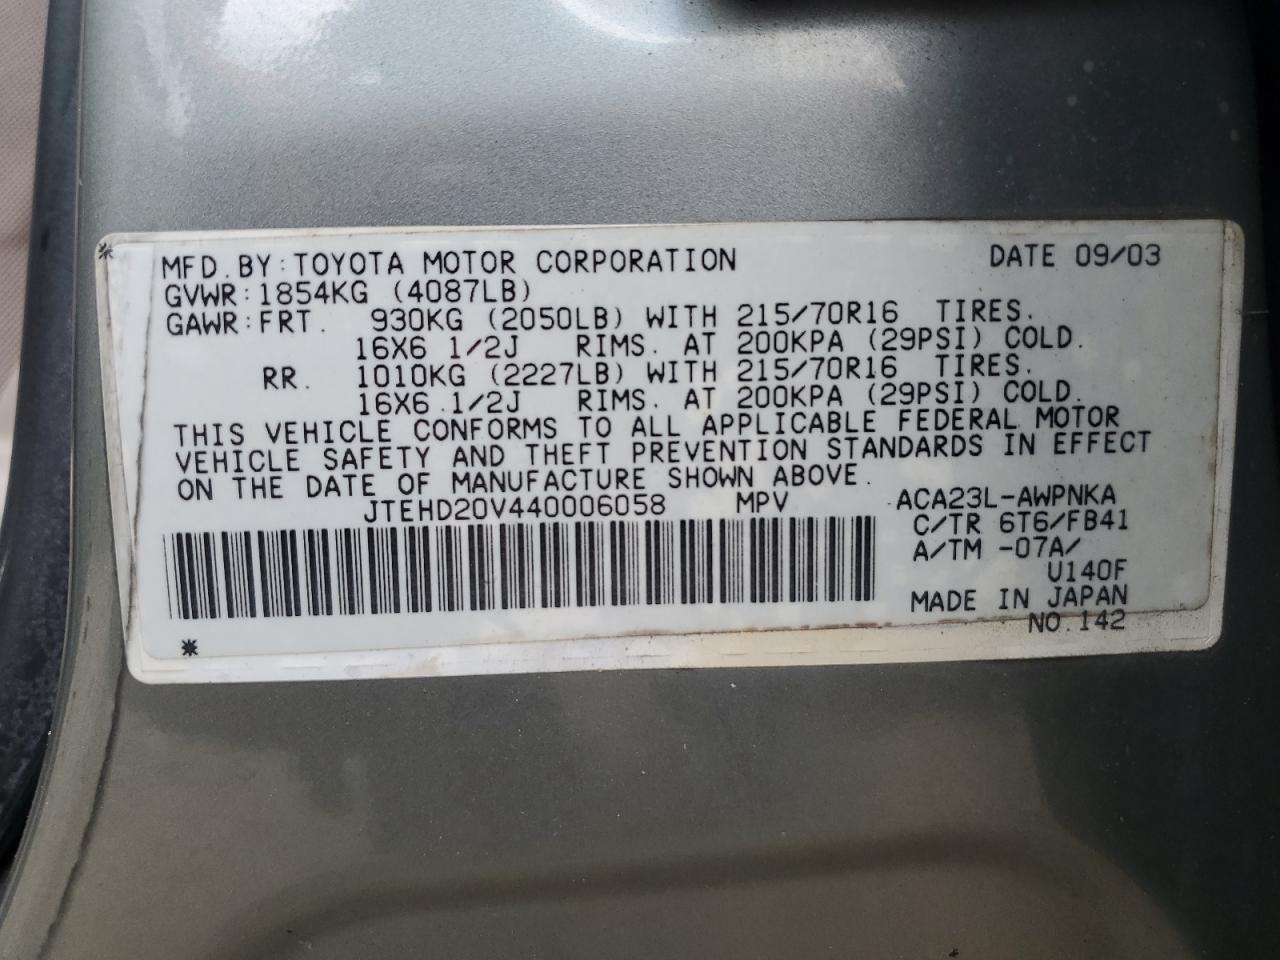 MFD. BY: TOYOTA MOTOR CORPORATION DATE 09/03
GVWR: 1854KG (4087LB)
GAWR: FRT. 930KG (2050LB) WITH 215/70R16 TIRES.
16X6 1/2J RIMS. AT 200KPA (29PSI) COLD.
RR. 1010KG (2227LB) WITH 215/70R16 TIRES.
16X6 1/2J RIMS. AT 200KPA (29PSI) COLD.
THIS VEHICLE CONFORMS TO ALL APPLICABLE FEDERAL MOTOR
VEHICLE SAFETY AND THEFT PREVENTION STANDARDS IN EFFECT
ON THE DATE OF MANUFACTURE SHOWN ABOVE.
JTEHD20V440006058 MPV ACA23L-AWPNKA
C/TR 6T6/FB41
A/TM -07A/
U140F
MADE IN JAPAN
NO.142